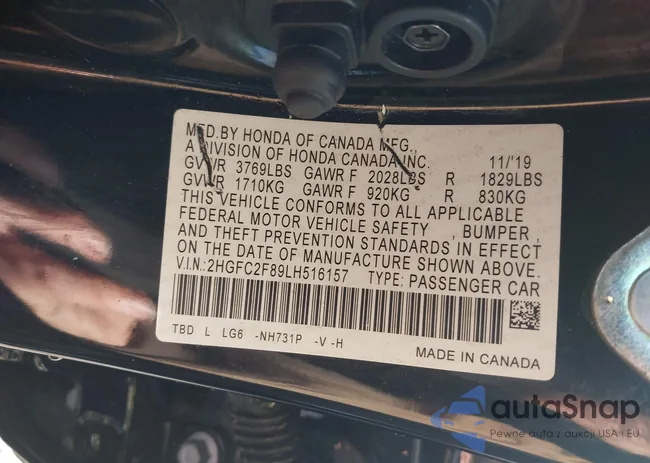 MFD.BY HONDA OF CANADA MFG.,
A DIVISION OF HONDA CANADA INC. 11/'19
GVWR 3769LBS GAWR F 2028LBS R 1829LBS
GVWR 1710KG GAWR F 920KG R 830KG
THIS VEHICLE CONFORMS TO ALL APPLICABLE
FEDERAL MOTOR VEHICLE SAFETY , BUMPER ,
AND THEFT PREVENTION STANDARDS IN EFFECT
ON THE DATE OF MANUFACTURE SHOWN ABOVE.
V.I.N.:2HGFC2F89LH516157 TYPE: PASSENGER CAR
TBD L LG6 -NH731P -V -H
MADE IN CANADA
autaSnap
Pewne auta z aukcji USA i EU